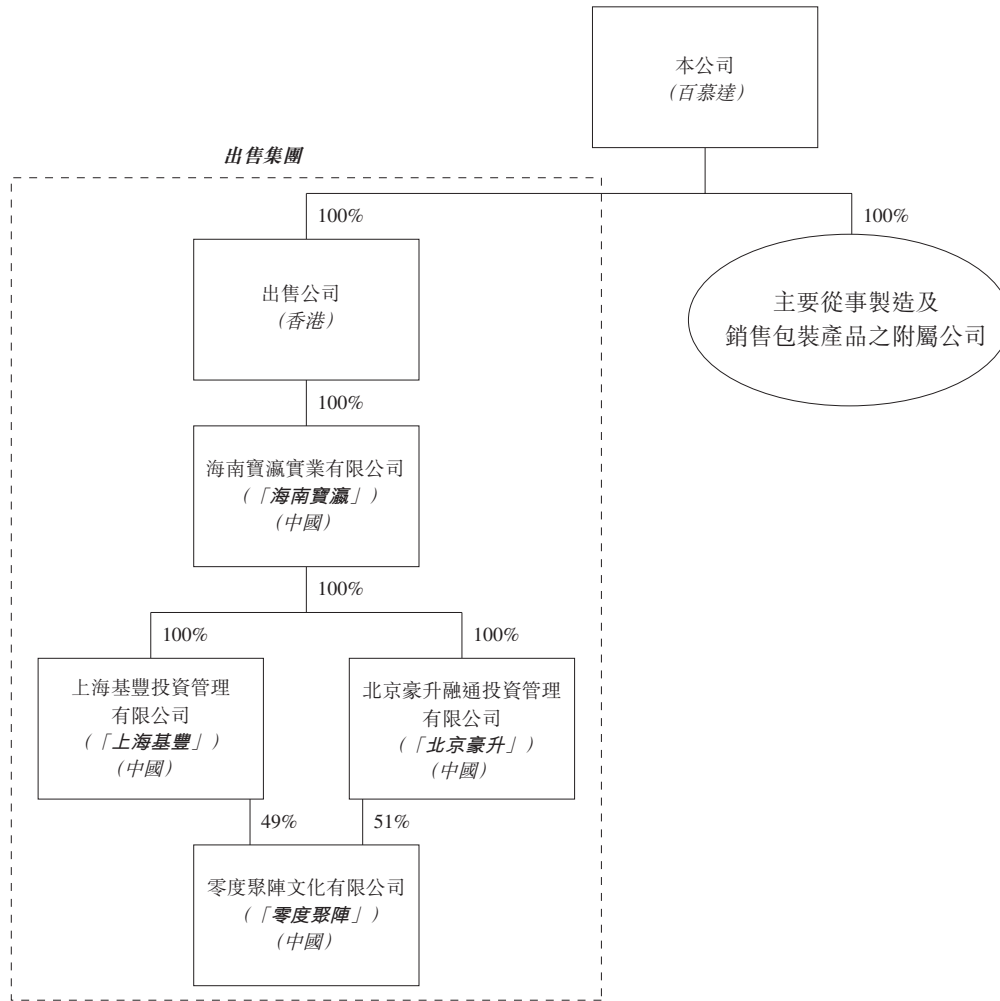 本公司
(百慕達)
出售集團
100%
100%
出售公司
(香港)
主要從事製造及
銷售包裝產品之附屬公司
100%
海南寶瀛實業有限公司
(「海南寶瀛」)
(中國)
100%
100%
100%
上海基豐投資管理
有限公司
(「上海基豐」)
(中國)
北京豪升融通投資管理
有限公司
(「北京豪升」)
(中國)
49%
51%
零度聚陣文化有限公司
(「零度聚陣」)
(中國)